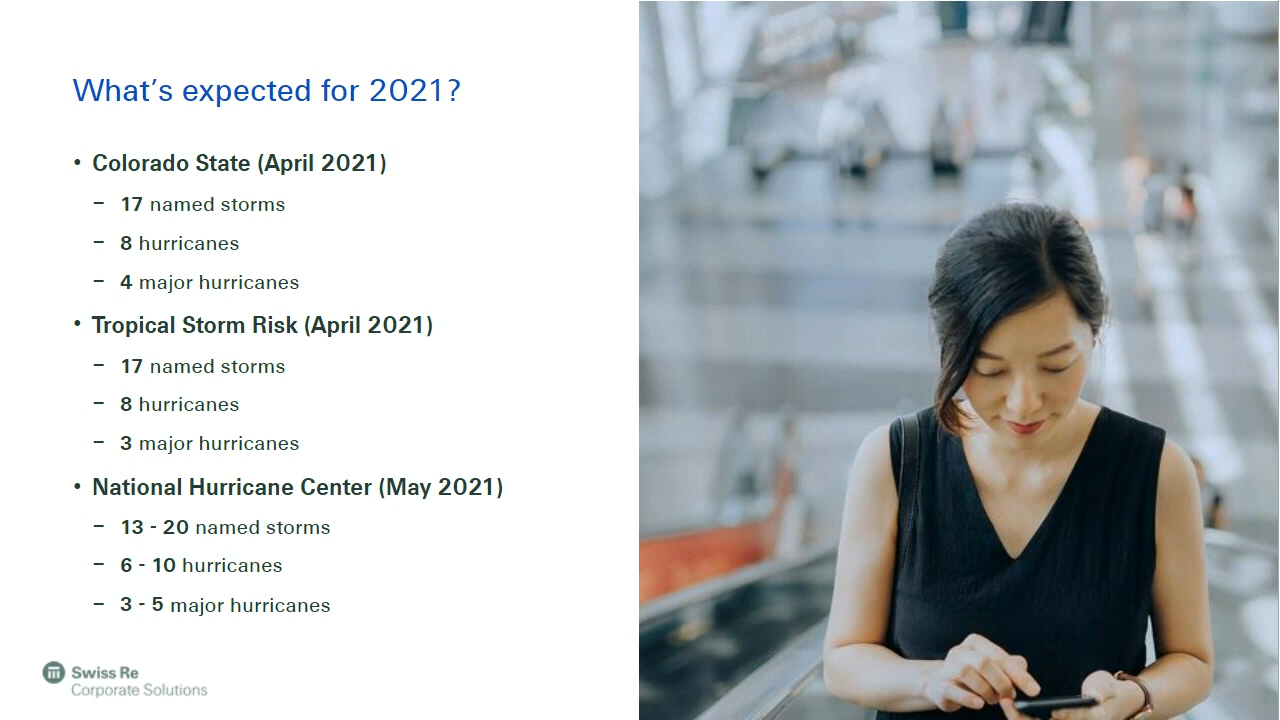 What's expected for 2021?
• Colorado State (April 2021)
– 17 named storms
– 8 hurricanes
– 4 major hurricanes
• Tropical Storm Risk (April 2021)
– 17 named storms
– 8 hurricanes
– 3 major hurricanes
• National Hurricane Center (May 2021)
– 13 - 20 named storms
– 6 - 10 hurricanes
– 3 - 5 major hurricanes
Swiss Re
Corporate Solutions